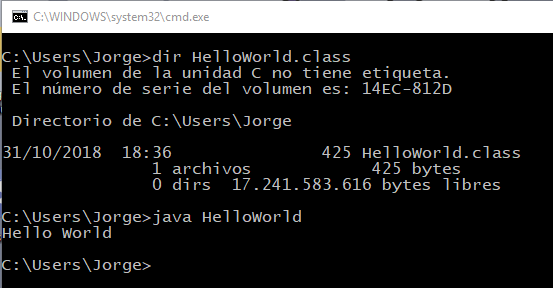 C:\WINDOWS\system32\cmd.exe
C:\Users\Jorge>dir HelloWorld.class
El volumen de la unidad C no tiene etiqueta.
El número de serie del volumen es: 14EC-812D
Directorio de C:\Users\Jorge
31/10/2018  18:36               425 HelloWorld.class
1 archivos            425 bytes
0 dirs  17.241.583.616 bytes libres
C:\Users\Jorge>java HelloWorld
Hello World
C:\Users\Jorge>